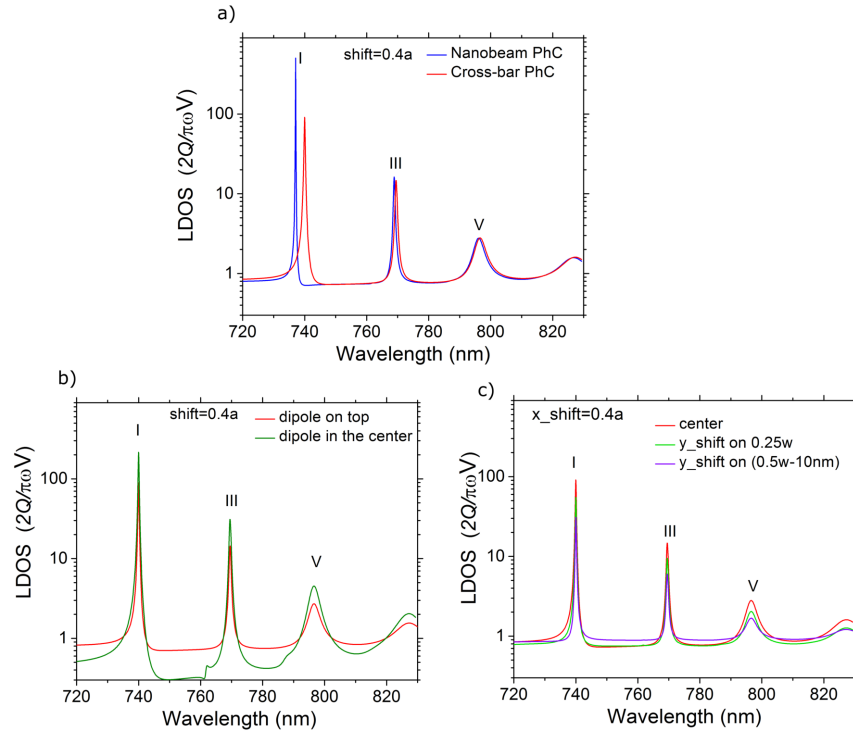 a)
shift=0.4a
Nanobeam PhC
Cross-bar PhC
I
III
V
LDOS (2Q/πωV)
100
10
1
720 740 760 780 800 820
Wavelength (nm)
b)
shift=0.4a
dipole on top
dipole in the center
I
III
V
LDOS (2Q/πωV)
100
10
1
720 740 760 780 800 820
Wavelength (nm)
c)
x_shift=0.4a
center
y_shift on 0.25w
y_shift on (0.5w-10nm)
I
III
V
LDOS (2Q/πωV)
100
10
1
720 740 760 780 800 820
Wavelength (nm)